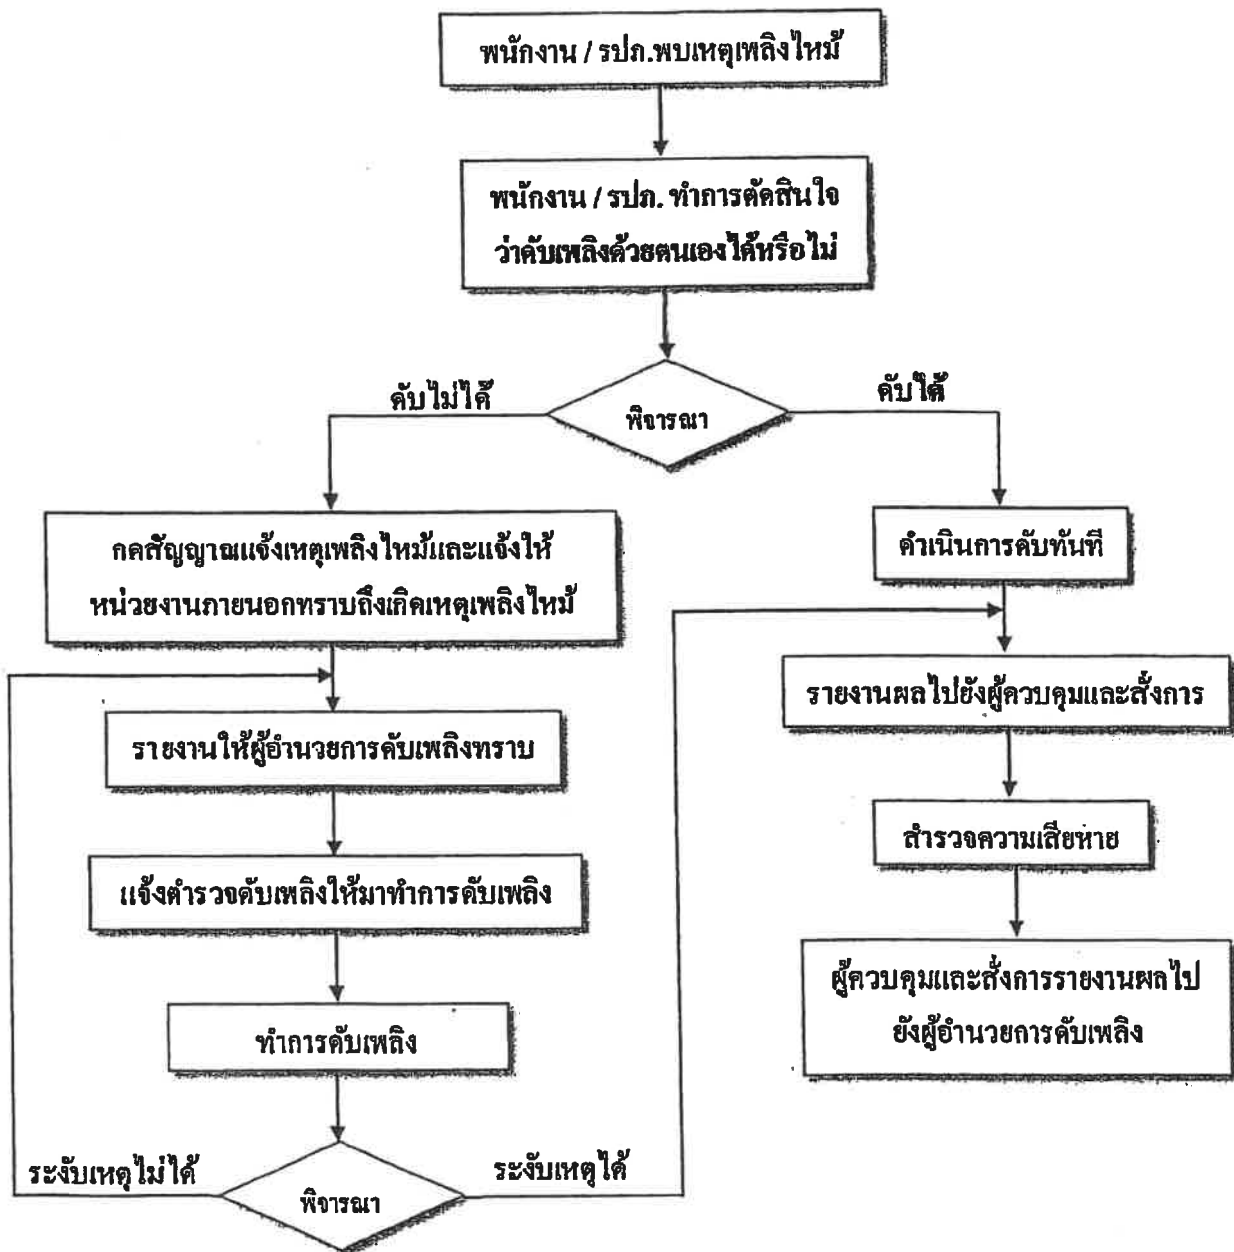 พนักงาน / รปภ.พบเหตุเพลิงไหม้
พนักงาน / รปภ. ทำการตัดสินใจ
ว่าดับเพลิงด้วยตนเองได้หรือไม่
ดับไม่ได้
พิจารณา
ดับได้
กดสัญญาณแจ้งเหตุเพลิงไหม้และแจ้งให้
หน่วยงานภายนอกทราบถึงเกิดเหตุเพลิงไหม้
ดำเนินการดับทันที
รายงานผลไปยังผู้ควบคุมและสั่งการ
รายงานให้ผู้อำนวยการดับเพลิงทราบ
สำรวจความเสียหาย
แจ้งตำรวจดับเพลิงให้มาทำการดับเพลิง
ผู้ควบคุมและสั่งการรายงานผลไป
ยังผู้อำนวยการดับเพลิง
ทำการดับเพลิง
ระงับเหตุไม่ได้
พิจารณา
ระงับเหตุได้